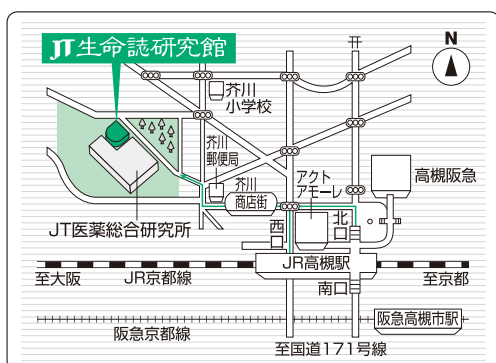 JT生命誌研究館
N
芥川
小学校
芥川
郵便局
芥川
商店街
アクト
アモーレ
高槻阪急
JT医薬総合研究所
西
口
北
口
JR高槻駅
至大阪
JR京都線
至京都
南口
阪急高槻市駅
阪急京都線
至国道171号線